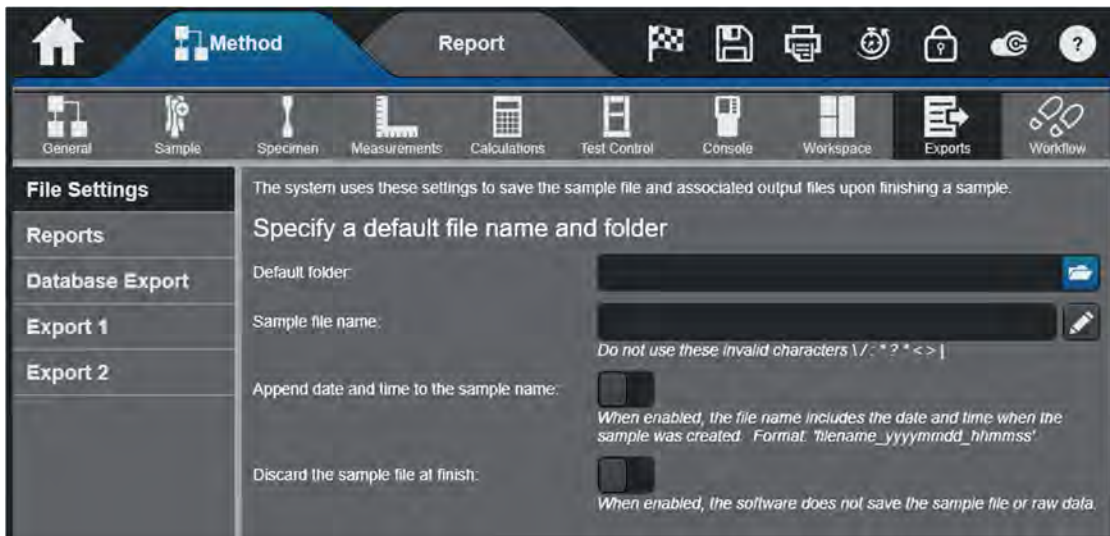 Method
Report
?
General
Sample
Specimen
Measurements
Calculations
Test Control
Console
Workspace
Exports
Workflow
File Settings
Reports
Database Export
Export 1
Export 2
The system uses these settings to save the sample file and associated output files upon finishing a sample.
Specify a default file name and folder
Default folder:
Sample file name:
Do not use these invalid characters \ / : * ? " < > |
Append date and time to the sample name:
When enabled, the file name includes the date and time when the
sample was created. Format: 'filename_yyyymmdd_hhmmss'
Discard the sample file at finish:
When enabled, the software does not save the sample file or raw data.